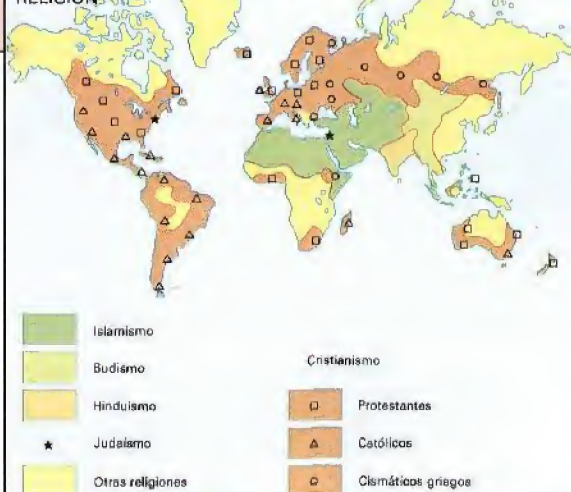 RELIGIÓN
Islamismo
Budismo
Hinduismo
Judaísmo
Otras religiones
Cristianismo
Protestantes
Católicos
Cismáticos griegos